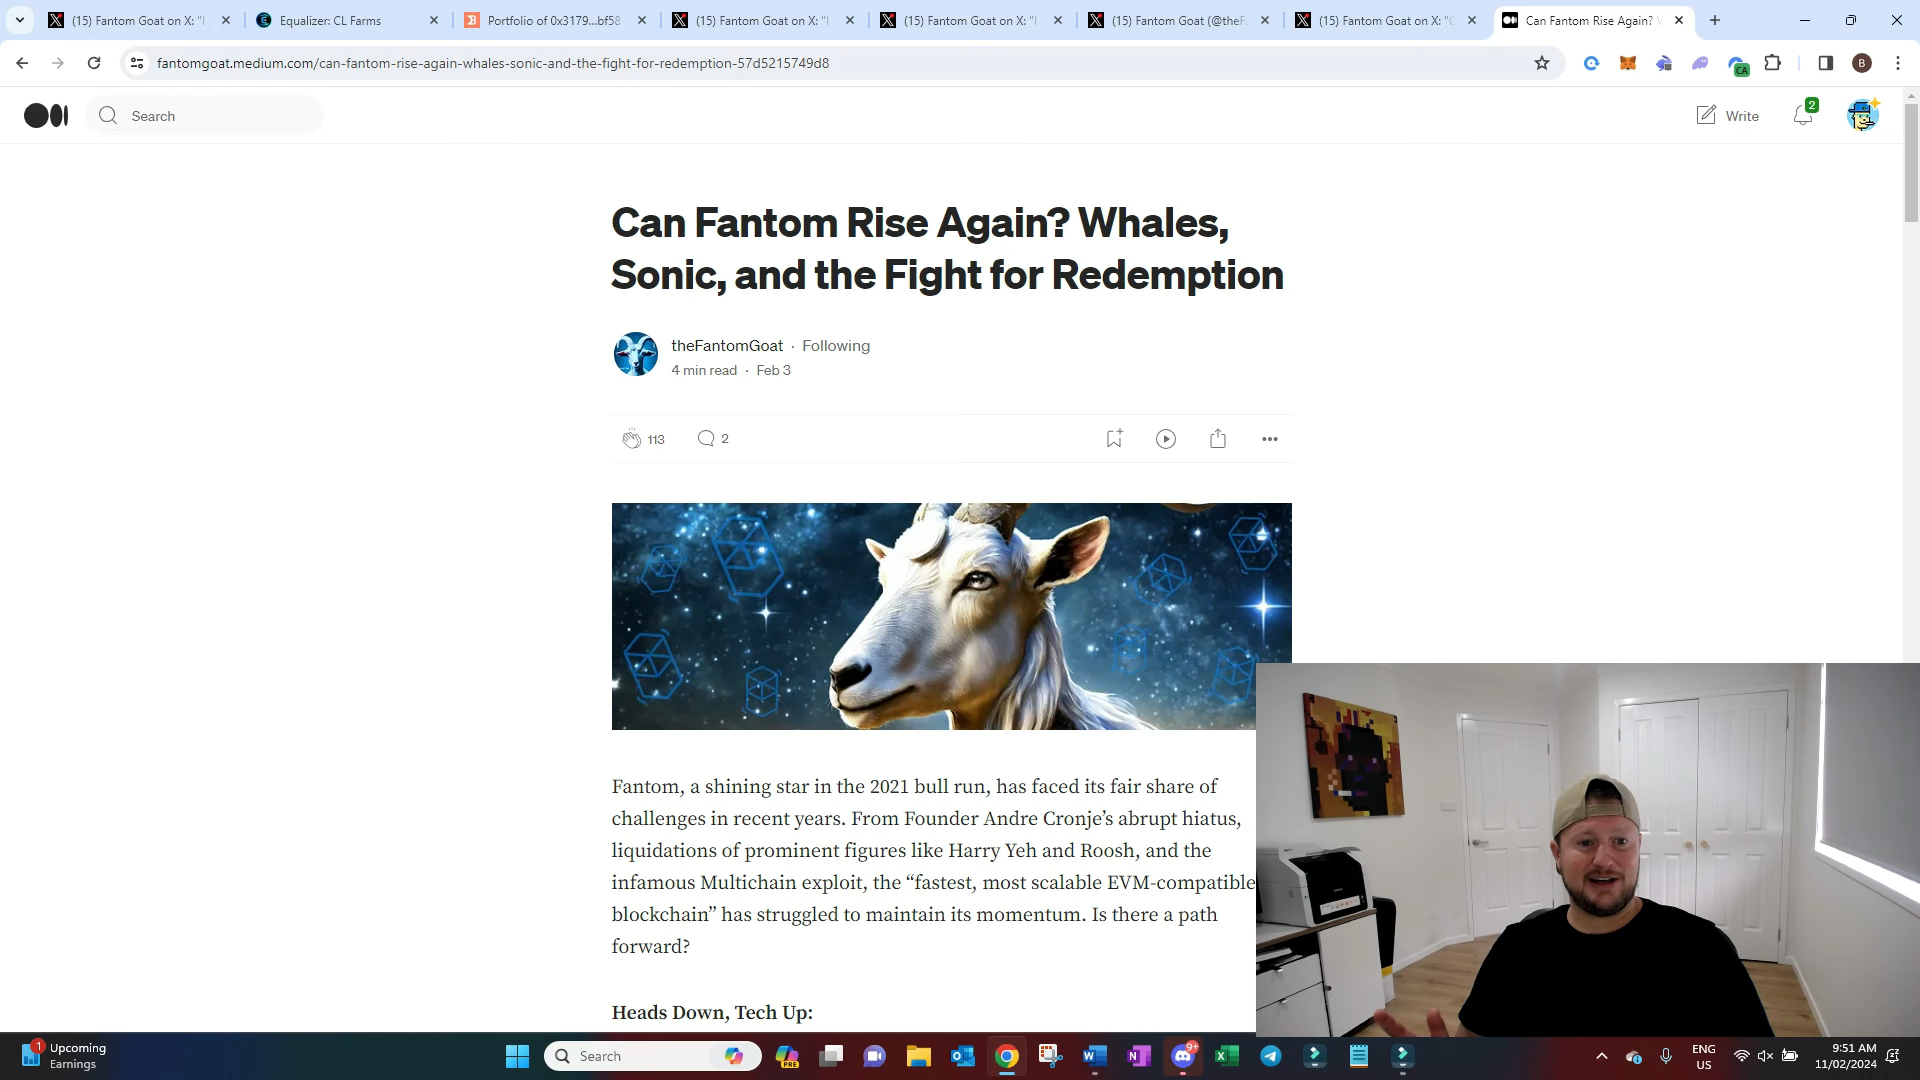 (15) Fantom Goat on X: "I
Equalizer: CL Farms
Portfolio of 0x3179...bf58
(15) Fantom Goat on X: "I
(15) Fantom Goat on X: "I
(15) Fantom Goat (@theF
(15) Fantom Goat on X: "C
Can Fantom Rise Again?
fantomgoat.medium.com/can-fantom-rise-again-whales-sonic-and-the-fight-for-redemption-57d5215749d8
CA
B
Search
Write
2
Can Fantom Rise Again? Whales,
Sonic, and the Fight for Redemption
theFantomGoat · Following
4 min read · Feb 3
113
2
Fantom, a shining star in the 2021 bull run, has faced its fair share of
challenges in recent years. From Founder Andre Cronje’s abrupt hiatus,
liquidations of prominent figures like Harry Yeh and Roosh, and the
infamous Multichain exploit, the “fastest, most scalable EVM-compatible
blockchain” has struggled to maintain its momentum. Is there a path
forward?
Heads Down, Tech Up:
1
Upcoming
Earnings
Search
PRE
9+
ENG
US
9:51 AM
11/02/2024